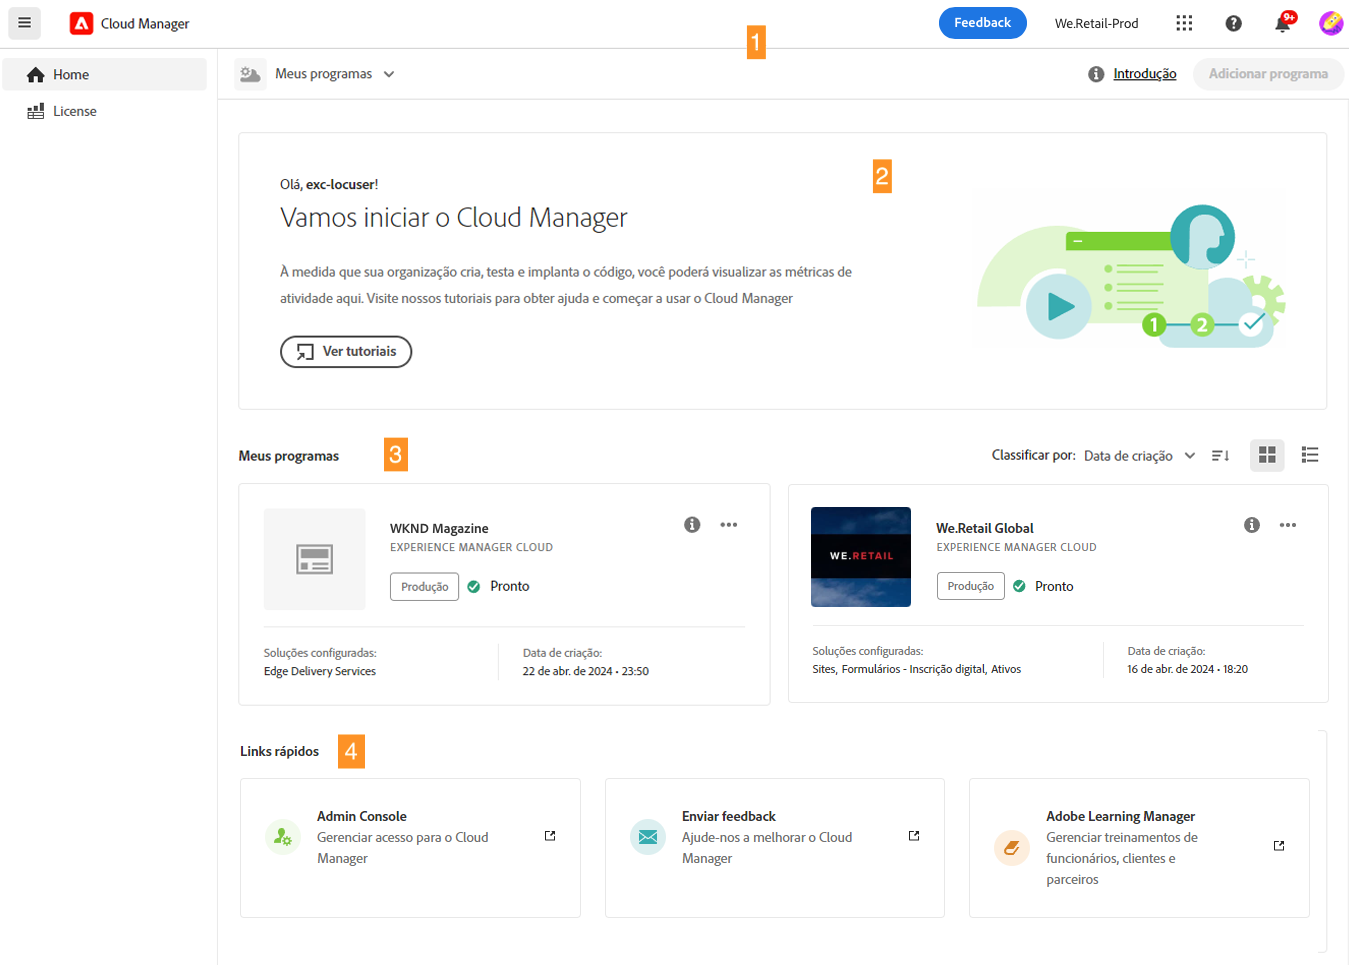 Cloud Manager
Feedback
We.Retail-Prod
9+
1
Home
License
Meus programas
Introdução
Adicionar programa
Olá, exc-locuser!
2
Vamos iniciar o Cloud Manager
À medida que sua organização cria, testa e implanta o código, você poderá visualizar as métricas de
atividade aqui. Visite nossos tutoriais para obter ajuda e começar a usar o Cloud Manager
Ver tutoriais
1
2
Meus programas
3
Classificar por: Data de criação
WKND Magazine
EXPERIENCE MANAGER CLOUD
Produção
Pronto
Soluções configuradas:
Edge Delivery Services
Data de criação:
22 de abr. de 2024 • 23:50
WE.RETAIL
We.Retail Global
EXPERIENCE MANAGER CLOUD
Produção
Pronto
Soluções configuradas:
Sites, Formulários - Inscrição digital, Ativos
Data de criação:
16 de abr. de 2024 • 18:20
Links rápidos
4
Admin Console
Gerenciar acesso para o Cloud
Manager
Enviar feedback
Ajude-nos a melhorar o Cloud
Manager
Adobe Learning Manager
Gerenciar treinamentos de
funcionários, clientes e
parceiros